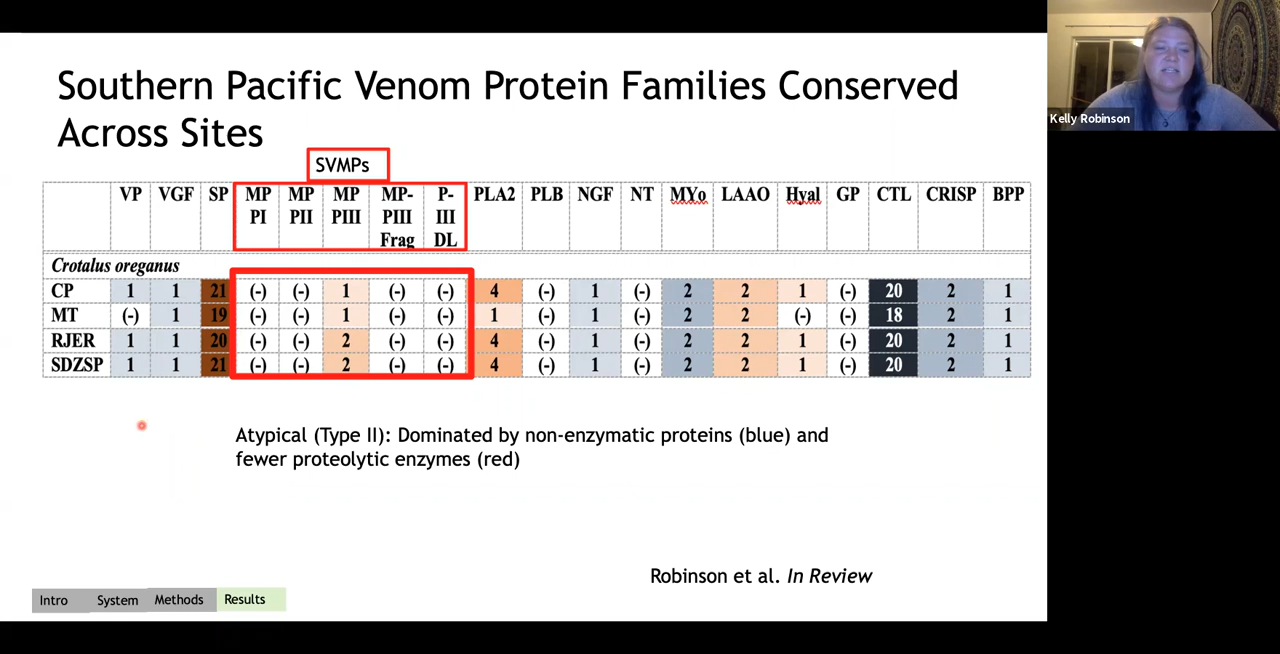 Southern Pacific Venom Protein Families Conserved
Across Sites
SVMPs
VP VGF SP MP PI MP PII MP PIII MP-PIII Frag P-III DL PLA2 PLB NGF NT MYo LAAO Hyal GP CTL CRISP BPP
Crotalus oreganus
CP 1 1 21 (-) (-) 1 (-) (-) 4 (-) 1 (-) 2 2 1 (-) 20 2 1
MT (-) 1 19 (-) (-) 1 (-) (-) 1 (-) 1 (-) 2 2 (-) (-) 18 2 1
RJER 1 1 20 (-) (-) 2 (-) (-) 4 (-) 1 (-) 2 2 1 (-) 20 2 1
SDZSP 1 1 21 (-) (-) 2 (-) (-) 4 (-) 1 (-) 2 2 1 (-) 20 2 1
Atypical (Type II): Dominated by non-enzymatic proteins (blue) and
fewer proteolytic enzymes (red)
Robinson et al. In Review
Intro System Methods Results
Kelly Robinson